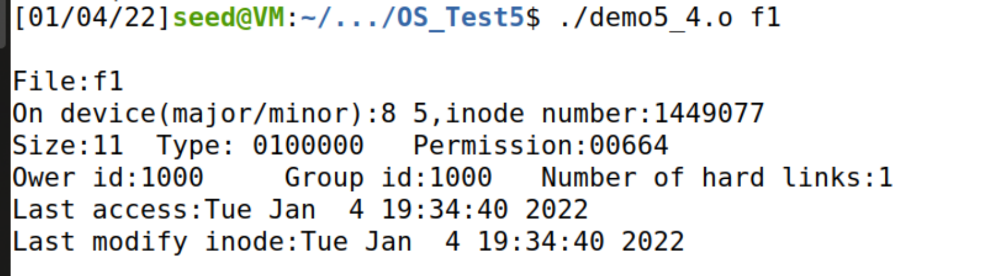 [01/04/22]seed@VM:~/.../OS_Test5$ ./demo5_4.o f1
File:f1
On device(major/minor):8 5,inode number:1449077
Size:11  Type: 0100000   Permission:00664
Ower id:1000     Group id:1000   Number of hard links:1
Last access:Tue Jan  4 19:34:40 2022
Last modify inode:Tue Jan  4 19:34:40 2022